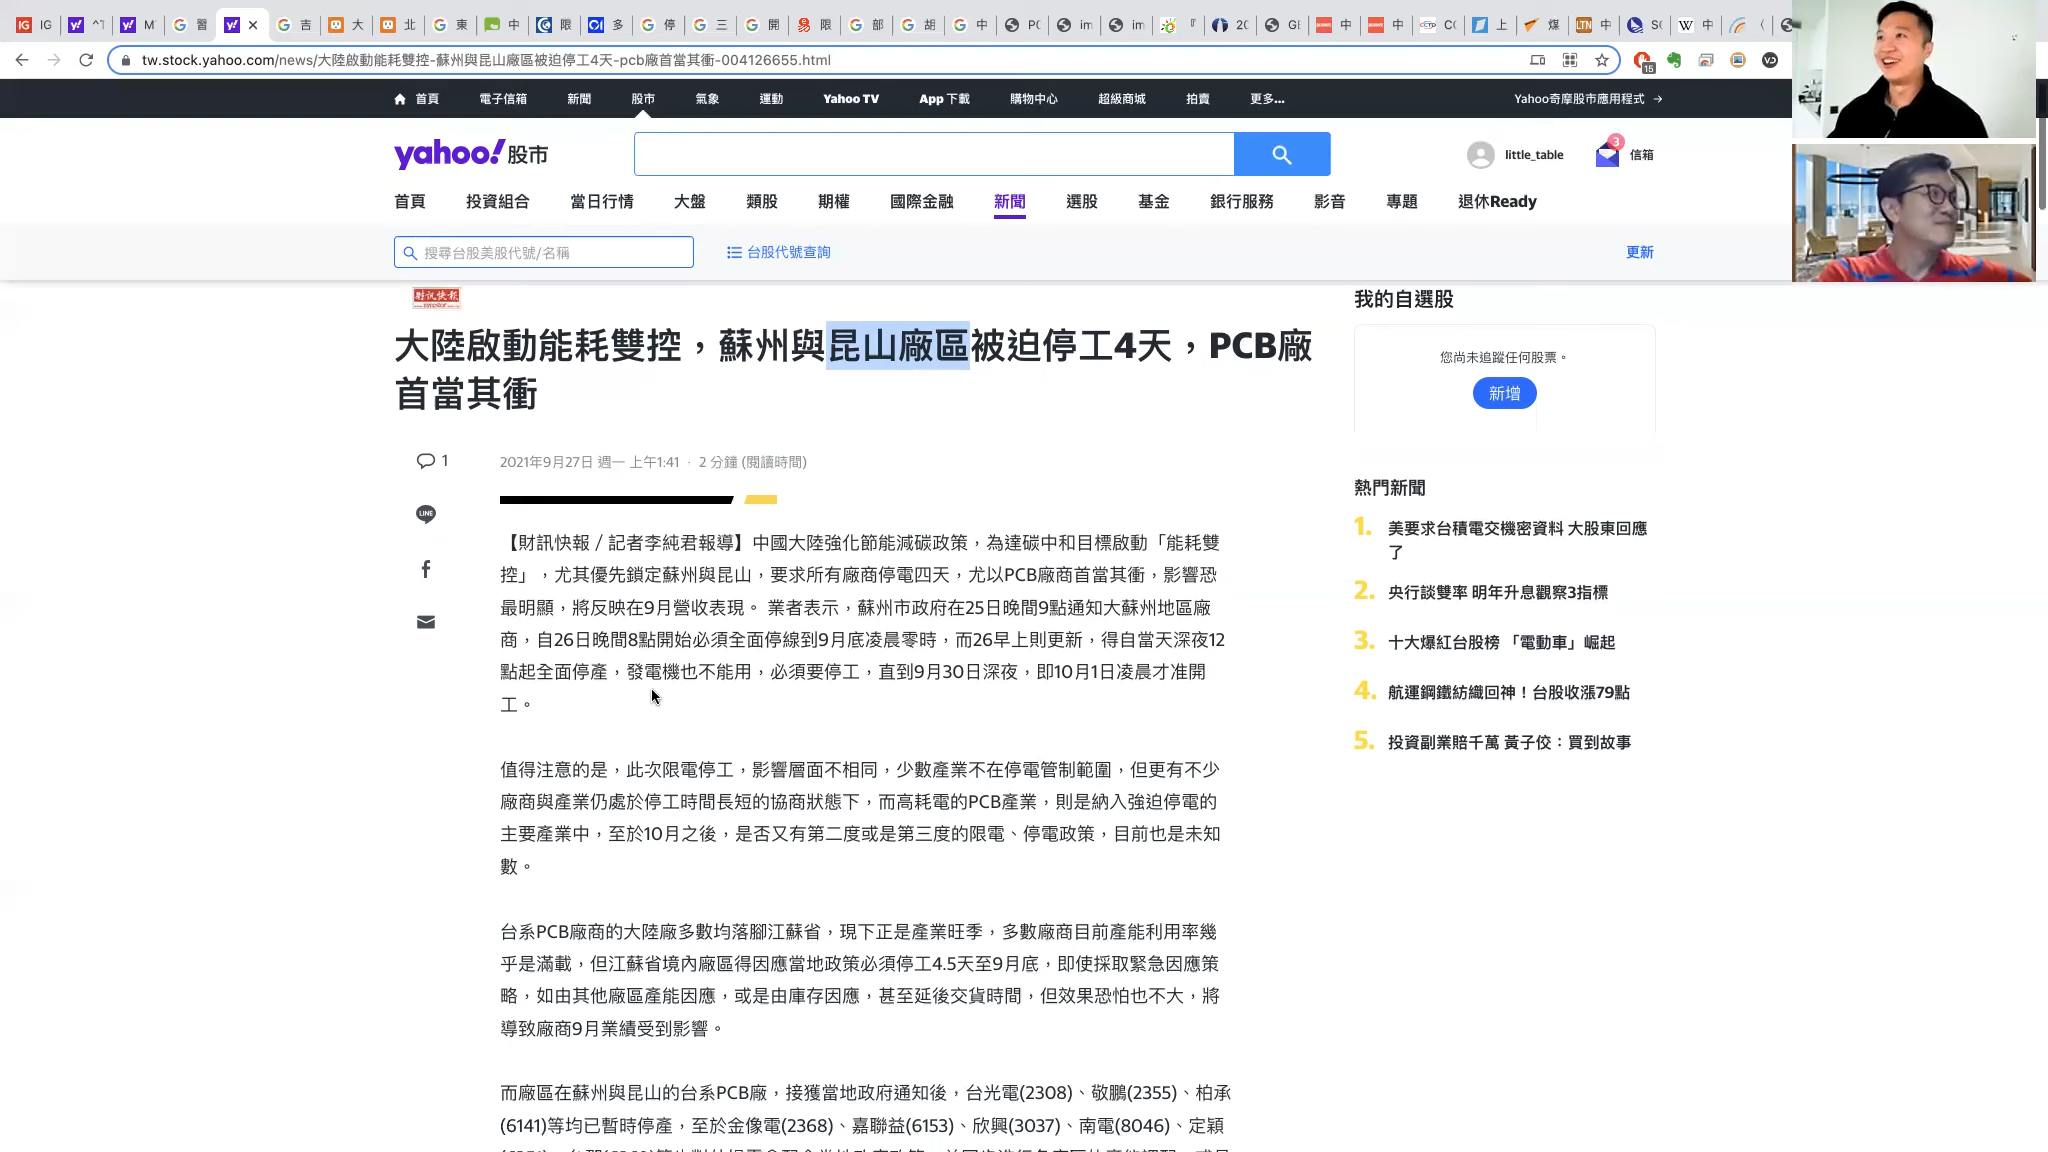 IG
^T
M
習
吉
大
北
東
中
限
多
停
三
開
限
部
胡
中
PC
im
im
『
20
GE
中
中
CC
上
煤
中
SC
中
tw.stock.yahoo.com/news/大陸啟動能耗雙控-蘇州與昆山廠區被迫停工4天-pcb廠首當其衝-004126655.html
15
首頁 電子信箱 新聞 股市 氣象 運動 Yahoo TV App 下載 購物中心 超級商城 拍賣 更多... Yahoo奇摩股市應用程式 →
yahoo!股市
little_table
3
信箱
首頁 投資組合 當日行情 大盤 類股 期權 國際金融 新聞 選股 基金 銀行服務 影音 專題 退休Ready
搜尋台股美股代號/名稱
台股代號查詢
更新
財訊快報
大陸啟動能耗雙控，蘇州與昆山廠區被迫停工4天，PCB廠
首當其衝
1
2021年9月27日 週一 上午1:41 · 2 分鐘 (閱讀時間)
LINE
【財訊快報／記者李純君報導】中國大陸強化節能減碳政策，為達碳中和目標啟動「能耗雙
控」，尤其優先鎖定蘇州與昆山，要求所有廠商停電四天，尤以PCB廠商首當其衝，影響恐
最明顯，將反映在9月營收表現。 業者表示，蘇州市政府在25日晚間9點通知大蘇州地區廠
商，自26日晚間8點開始必須全面停線到9月底凌晨零時，而26早上則更新，得自當天深夜12
點起全面停產，發電機也不能用，必須要停工，直到9月30日深夜，即10月1日凌晨才准開
工。
值得注意的是，此次限電停工，影響層面不相同，少數產業不在停電管制範圍，但更有不少
廠商與產業仍處於停工時間長短的協商狀態下，而高耗電的PCB產業，則是納入強迫停電的
主要產業中，至於10月之後，是否又有第二度或是第三度的限電、停電政策，目前也是未知
數。
台系PCB廠商的大陸廠多數均落腳江蘇省，現下正是產業旺季，多數廠商目前產能利用率幾
乎是滿載，但江蘇省境內廠區得因應當地政策必須停工4.5天至9月底，即使採取緊急因應策
略，如由其他廠區產能因應，或是由庫存因應，甚至延後交貨時間，但效果恐怕也不大，將
導致廠商9月業績受到影響。
而廠區在蘇州與昆山的台系PCB廠，接獲當地政府通知後，台光電(2308)、敬鵬(2355)、柏承
(6141)等均已暫時停產，至於金像電(2368)、嘉聯益(6153)、欣興(3037)、南電(8046)、定穎
我的自選股
您尚未追蹤任何股票。
新增
熱門新聞
1. 美要求台積電交機密資料 大股東回應
了
2. 央行談雙率 明年升息觀察3指標
3. 十大爆紅台股榜 「電動車」崛起
4. 航運鋼鐵紡織回神！台股收漲79點
5. 投資副業賠千萬 黃子佼：買到故事